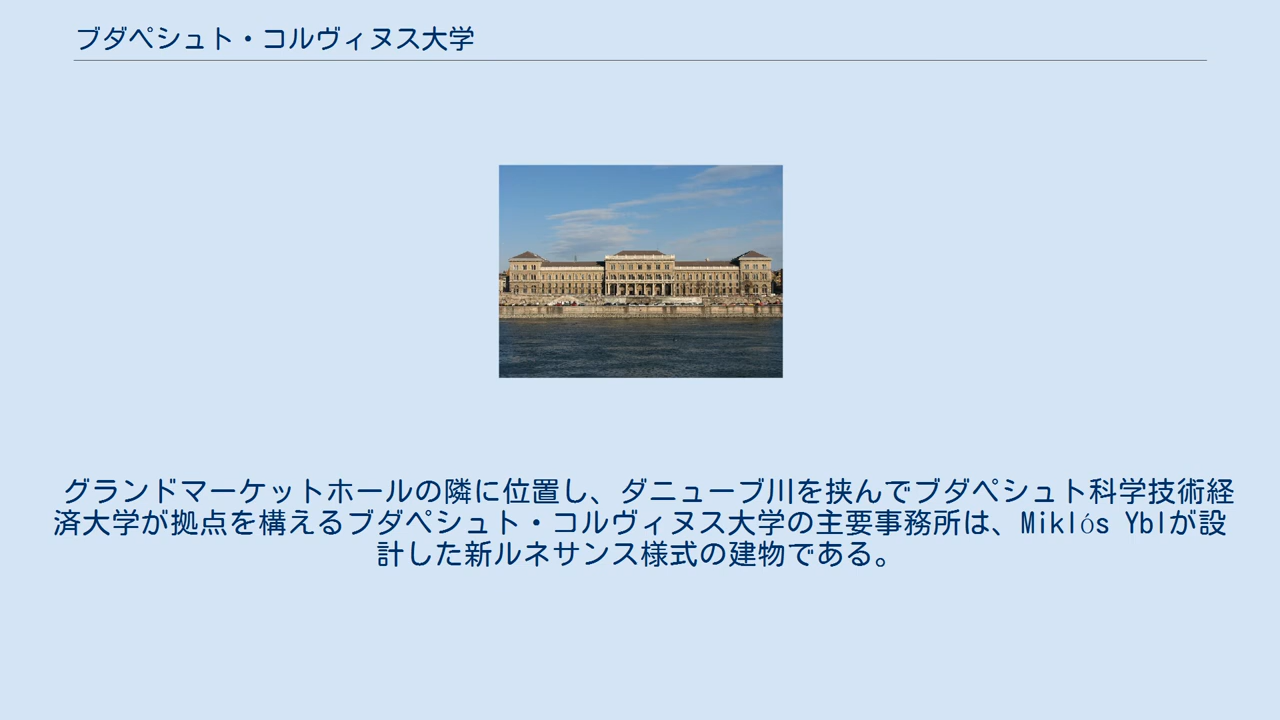 ブダペシュト・コルヴィヌス大学
グランドマーケットホールの隣に位置し、ダニューブ川を挟んでブダペシュト科学技術経
済大学が拠点を構えるブダペシュト・コルヴィヌス大学の主要事務所は、Miklós Yblが設
計した新ルネサンス様式の建物である。